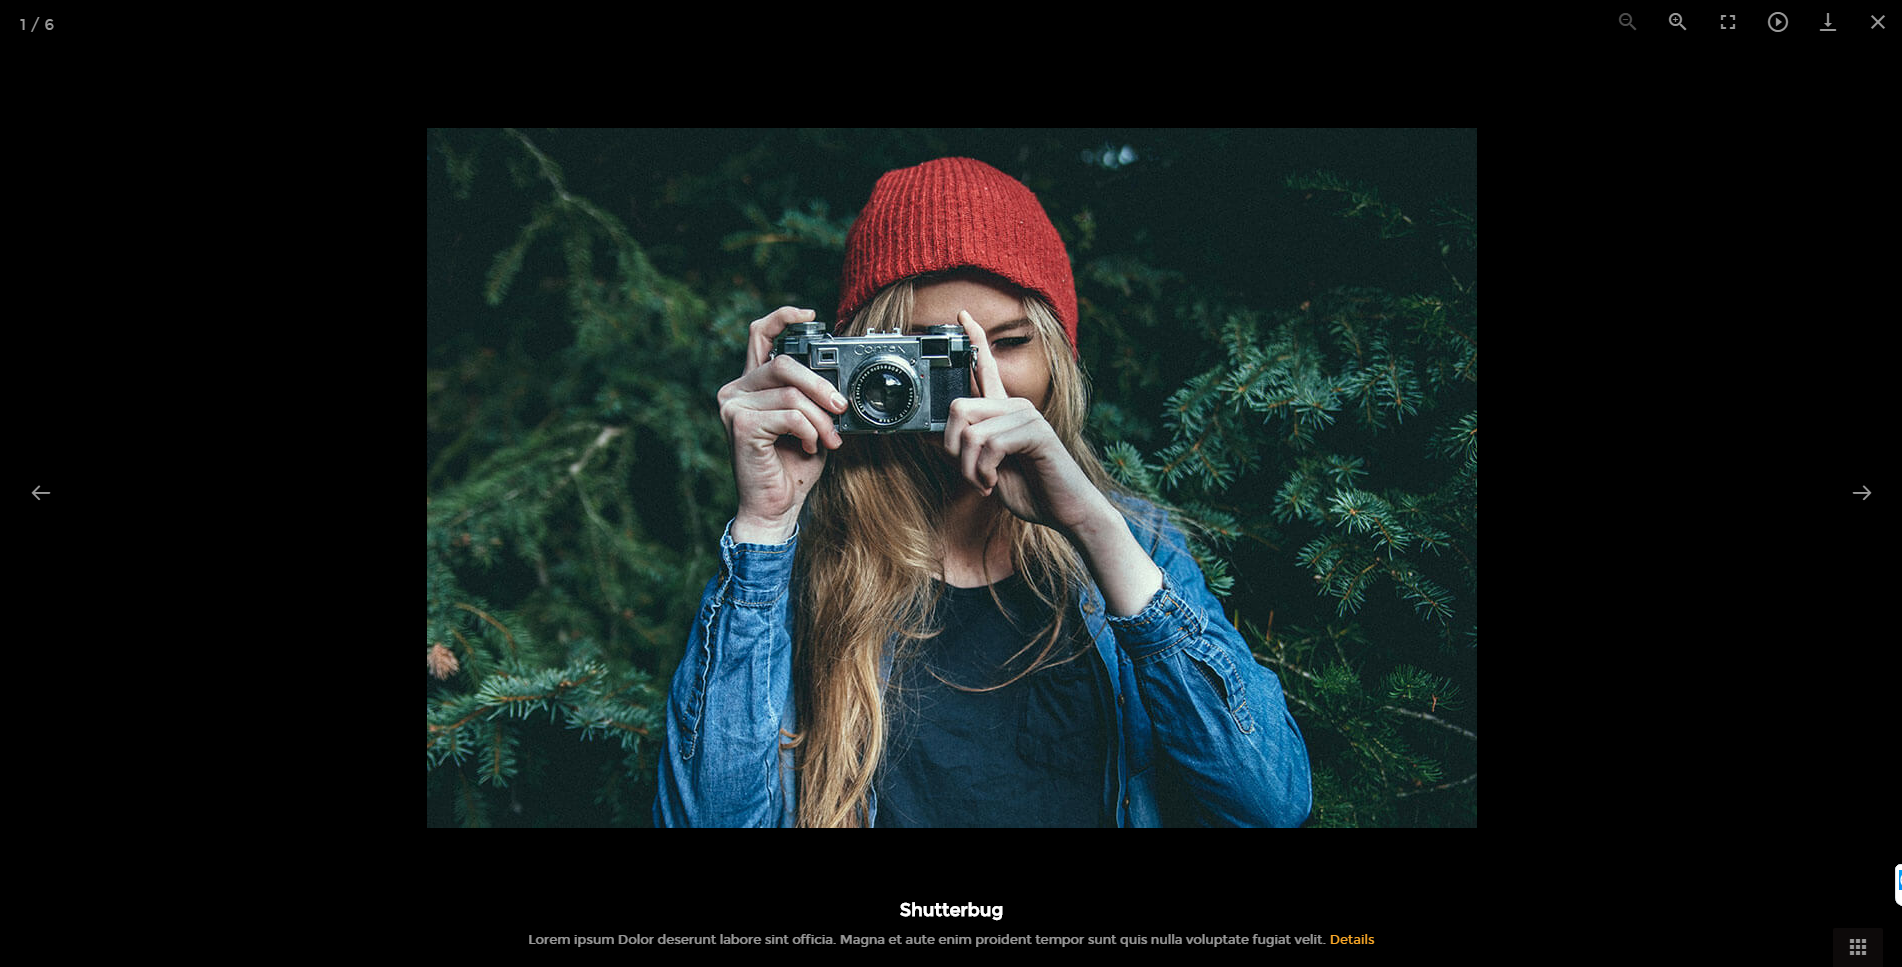 1 / 6
Contax
Shutterbug
Lorem ipsum Dolor deserunt labore sint officia. Magna et aute enim proident tempor sunt quis nulla voluptate fugiat velit. Details